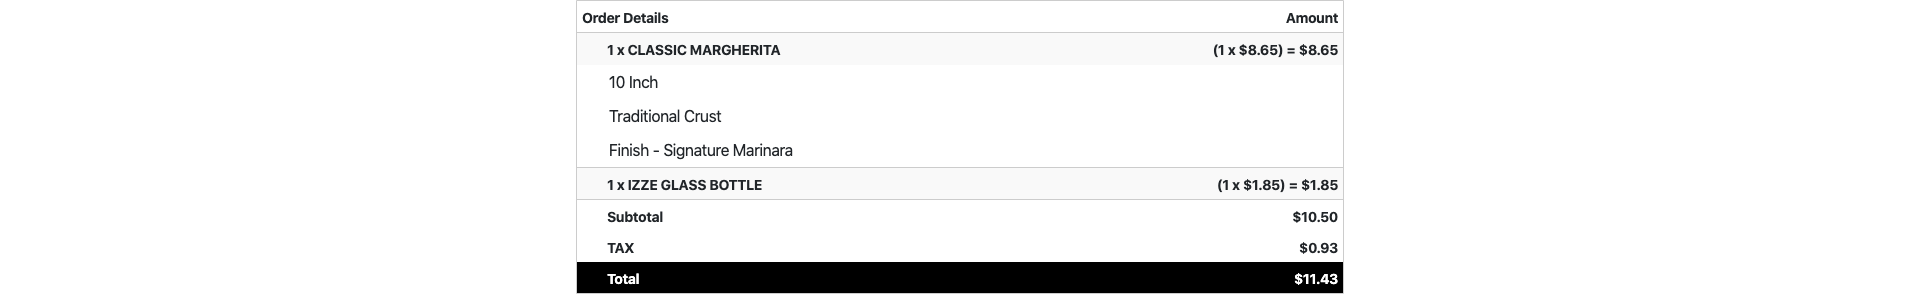 Order Details Amount
1 x CLASSIC MARGHERITA (1 x $8.65) = $8.65
10 Inch
Traditional Crust
Finish - Signature Marinara
1 x IZZE GLASS BOTTLE (1 x $1.85) = $1.85
Subtotal $10.50
TAX $0.93
Total $11.43